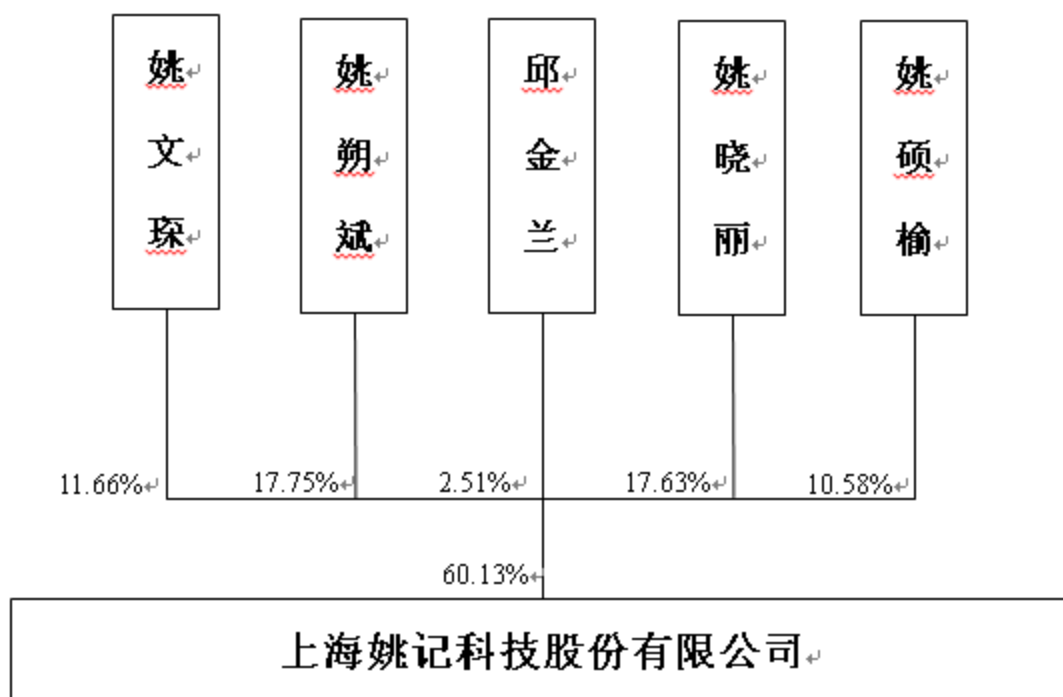 姚文琛
姚朔斌
邱金兰
姚晓丽
姚硕榆
11.66%
17.75%
2.51%
17.63%
10.58%
60.13%
上海姚记科技股份有限公司